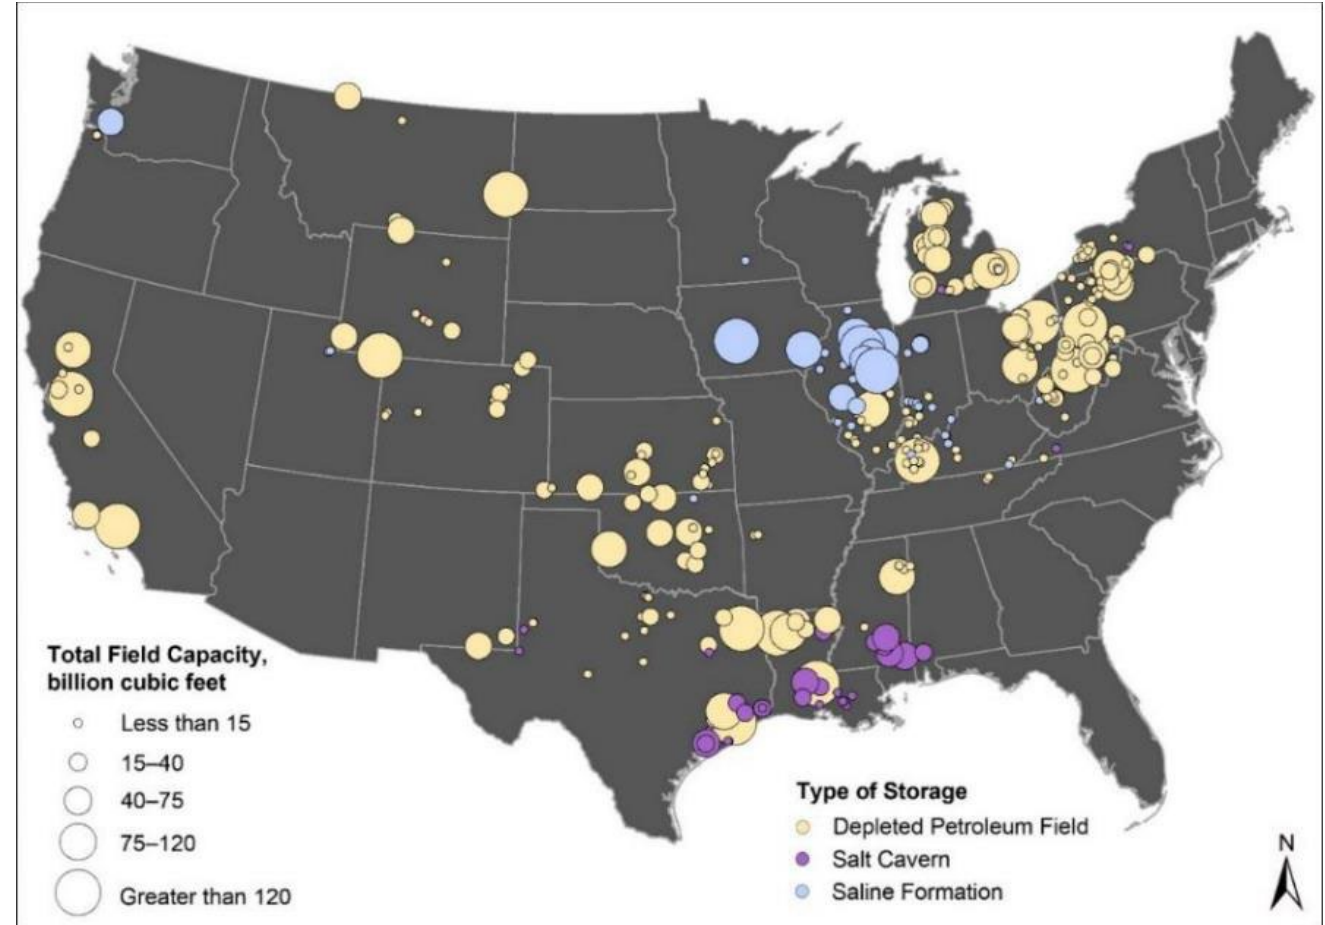 Total Field Capacity,
billion cubic feet
Less than 15
15–40
40–75
75–120
Greater than 120
Type of Storage
Depleted Petroleum Field
Salt Cavern
Saline Formation
N